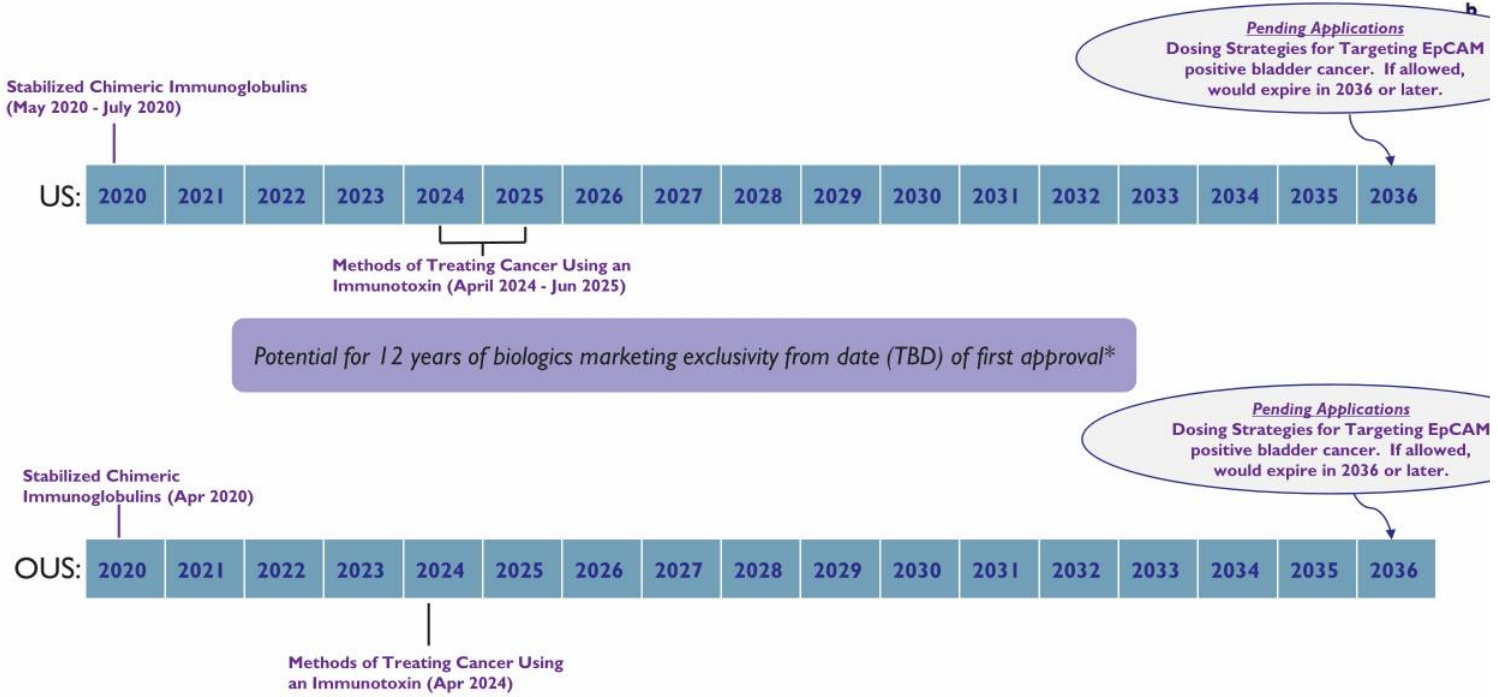 Pending Applications
Dosing Strategies for Targeting EpCAM
positive bladder cancer. If allowed,
would expire in 2036 or later.
Stabilized Chimeric Immunoglobulins
(May 2020 - July 2020)
US: 2020 2021 2022 2023 2024 2025 2026 2027 2028 2029 2030 2031 2032 2033 2034 2035 2036
Methods of Treating Cancer Using an
Immunotoxin (April 2024 - Jun 2025)
Potential for 12 years of biologics marketing exclusivity from date (TBD) of first approval*
Pending Applications
Dosing Strategies for Targeting EpCAM
positive bladder cancer. If allowed,
would expire in 2036 or later.
Stabilized Chimeric
Immunoglobulins (Apr 2020)
OUS: 2020 2021 2022 2023 2024 2025 2026 2027 2028 2029 2030 2031 2032 2033 2034 2035 2036
Methods of Treating Cancer Using
an Immunotoxin (Apr 2024)